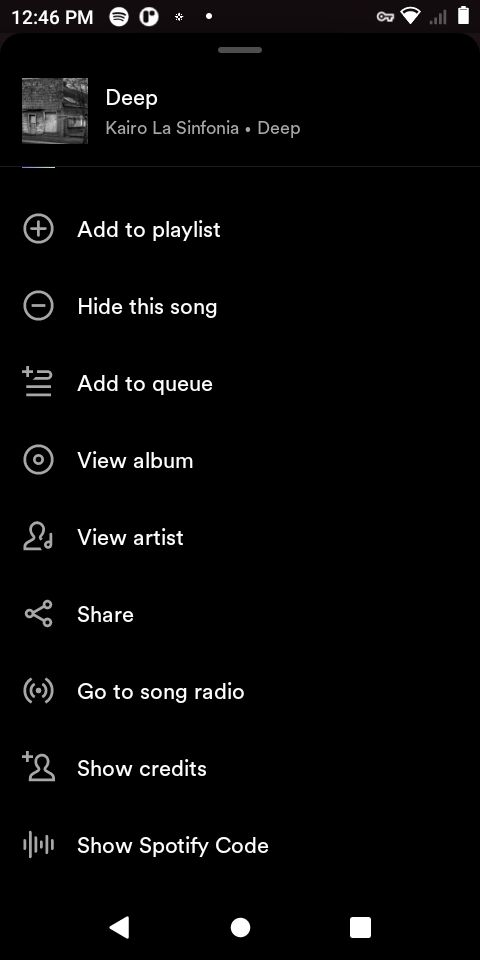 12:46 PM
Deep
Kairo La Sinfonia • Deep
Add to playlist
Hide this song
Add to queue
View album
View artist
Share
Go to song radio
Show credits
Show Spotify Code